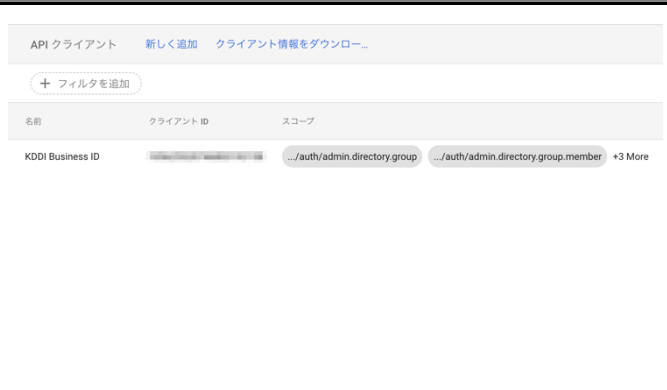 API クライアント 新しく追加 クライアント情報をダウンロー...
+ フィルタを追加
名前 クライアント ID スコープ
KDDI Business ID .../auth/admin.directory.group .../auth/admin.directory.group.member +3 More